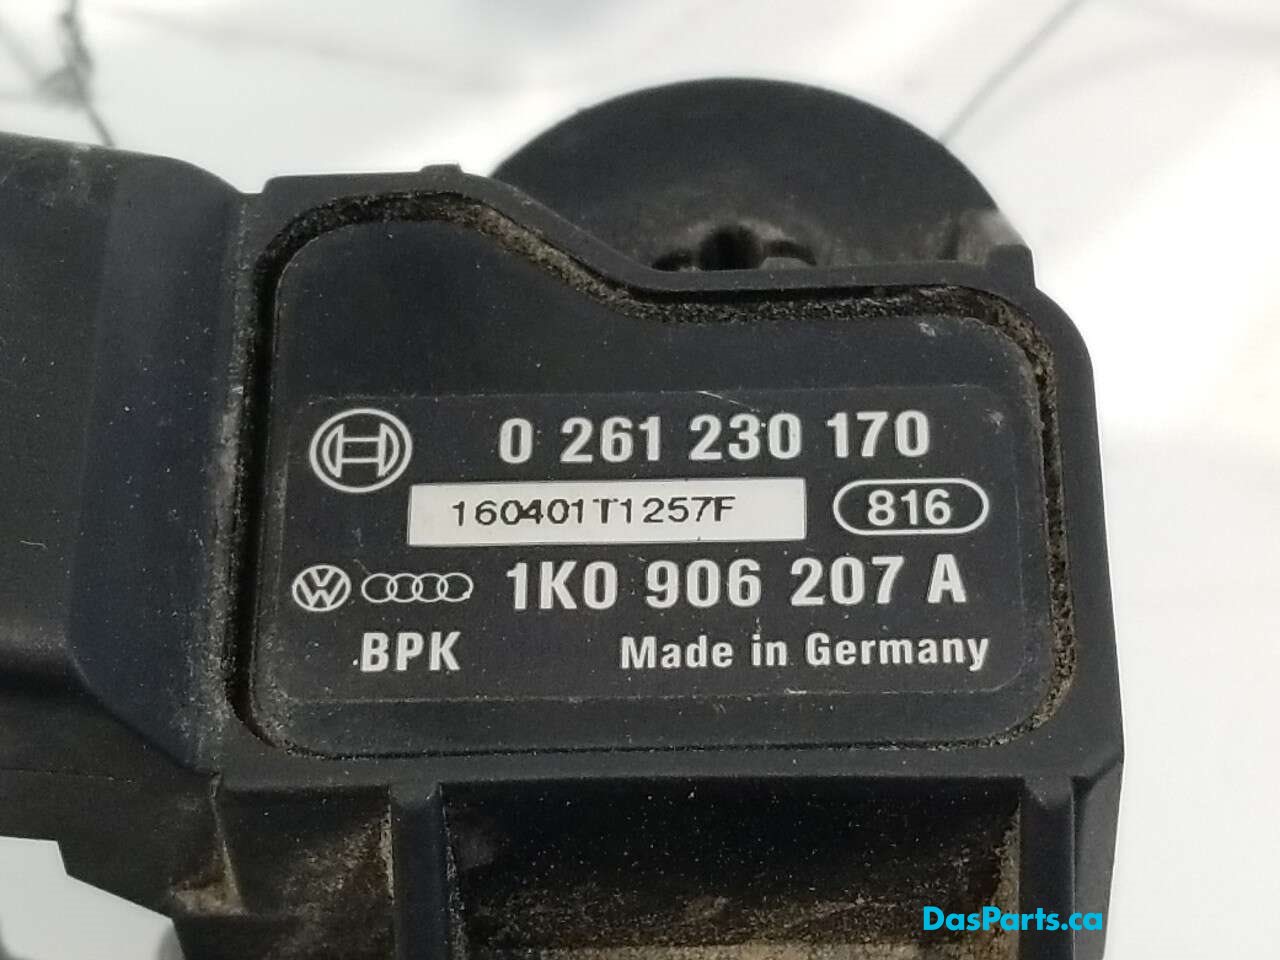 0 261 230 170
160401T1257F
816
1K0 906 207 A
BPK Made in Germany
DasParts.ca